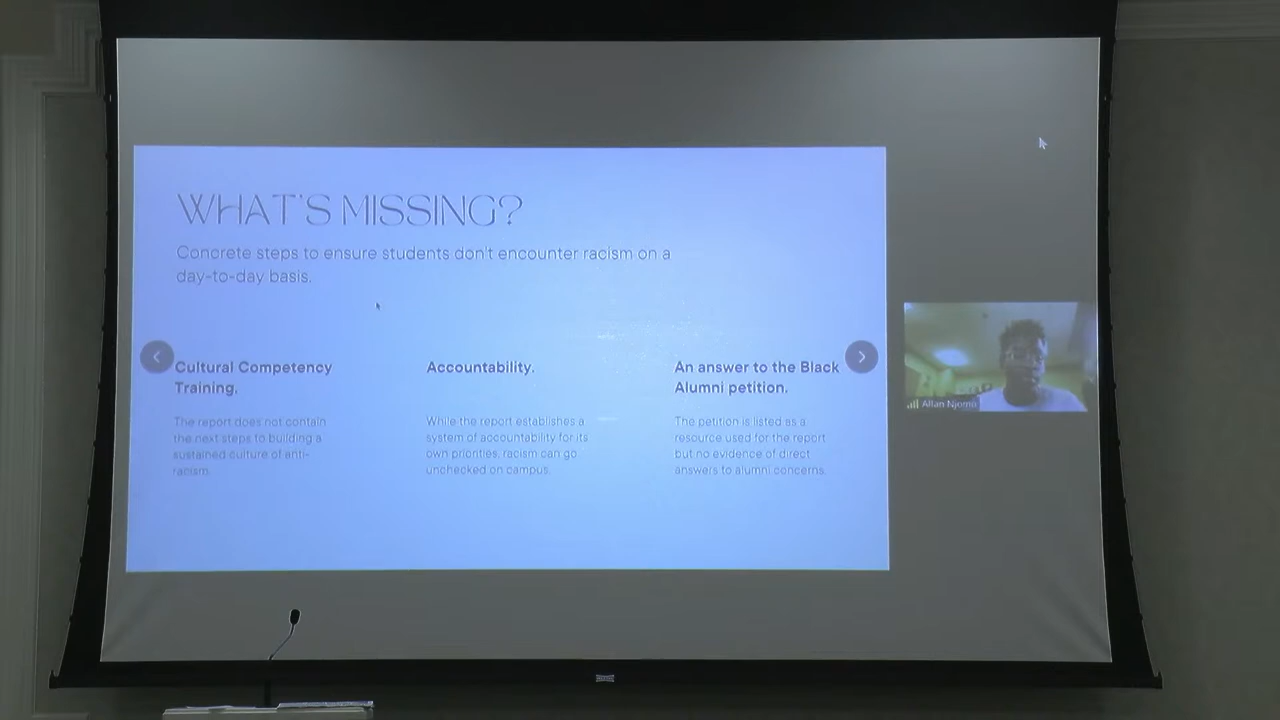 WHAT'S MISSING?
Concrete steps to ensure students don't encounter racism on a
day-to-day basis.
Cultural Competency
Training.
The report does not contain
the next steps to building a
sustained culture of anti-
racism.
Accountability.
While the report establishes a
system of accountability for its
own priorities, racism can go
unchecked on campus.
An answer to the Black
Alumni petition.
The petition is listed as a
resource used for the report
but no evidence of direct
answers to alumni concerns.
Allan Njomo